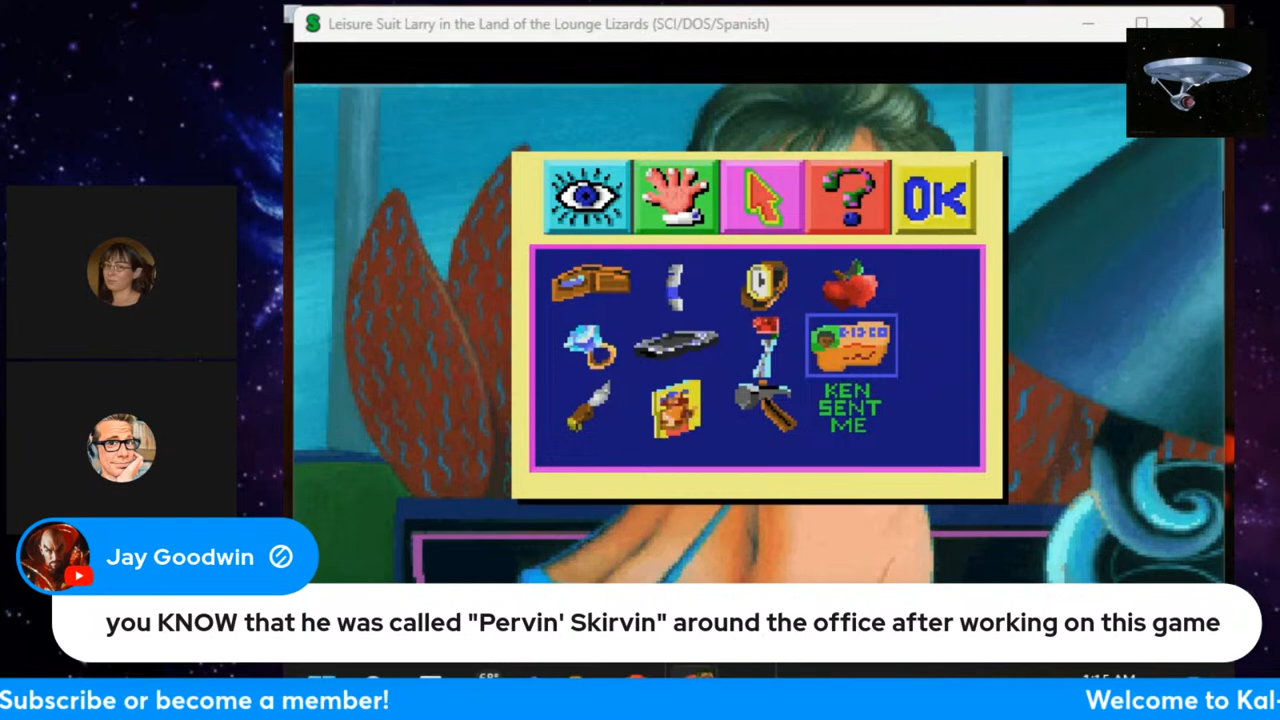 Leisure Suit Larry in the Land of the Lounge Lizards (SCI/DOS/Spanish)
OK
KEN
SENT
ME
Jay Goodwin
you KNOW that he was called "Pervin' Skirvin" around the office after working on this game
Subscribe or become a member!
Welcome to Kal-